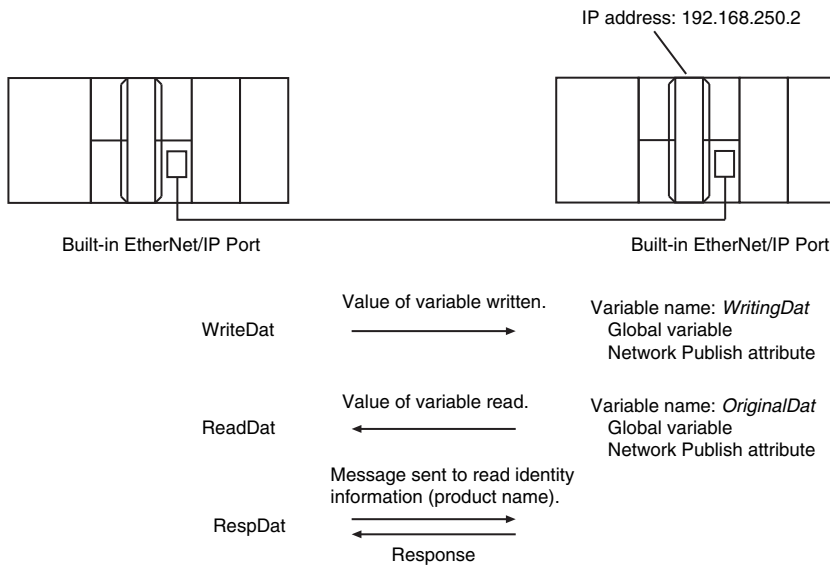 IP address: 192.168.250.2
Built-in EtherNet/IP Port
Built-in EtherNet/IP Port
Value of variable written.
WriteDat
Variable name: WritingDat
Global variable
Network Publish attribute
Value of variable read.
ReadDat
Variable name: OriginalDat
Global variable
Network Publish attribute
Message sent to read identity
information (product name).
RespDat
Response